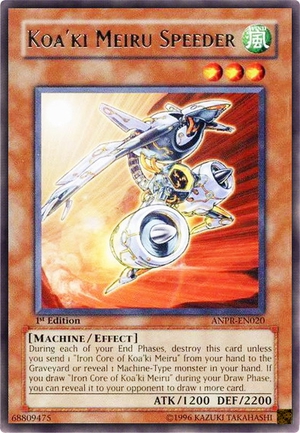 KOA'KI MEIRU SPEEDER
風
1st Edition
ANPR-EN020
[MACHINE / EFFECT]
During each of your End Phases, destroy this card unless
you send 1 "Iron Core of Koa'ki Meiru" from your hand to the
Graveyard or reveal 1 Machine-Type monster in your hand. If
you draw "Iron Core of Koa'ki Meiru" during your Draw Phase,
you can reveal it to your opponent to draw 1 more card.
ATK/1200 DEF/2200
68809475
©1996 KAZUKI TAKAHASHI